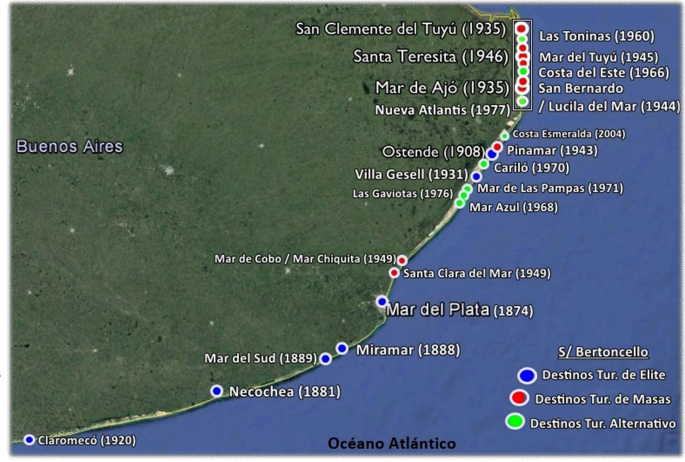 San Clemente del Tuyú (1935)
Las Toninas (1960)
Santa Teresita (1946)
Mar del Tuyú (1945)
Costa del Este (1966)
Mar de Ajó (1935)
San Bernardo
/ Lucila del Mar (1944)
Nueva Atlantis (1977)
Costa Esmeralda (2004)
Buenos Aires
Ostende (1908)
Pinamar (1943)
Cariló (1970)
Villa Gesell (1931)
Mar de Las Pampas (1971)
Las Gaviotas (1976)
Mar Azul (1968)
Mar de Cobo / Mar Chiquita (1949)
Santa Clara del Mar (1949)
Mar del Plata (1874)
Miramar (1888)
Mar del Sud (1889)
Necochea (1881)
Claromecó (1920)
S/ Bertoncello
Destinos Tur. de Elite
Destinos Tur. de Masas
Destinos Tur. Alternativo
Océano Atlántico